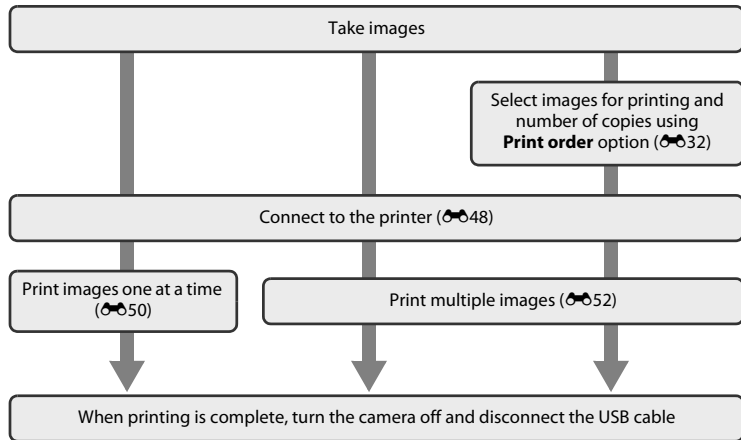 Take images
Select images for printing and
number of copies using
Print order option (32)
Connect to the printer (48)
Print images one at a time
(50)
Print multiple images (52)
When printing is complete, turn the camera off and disconnect the USB cable